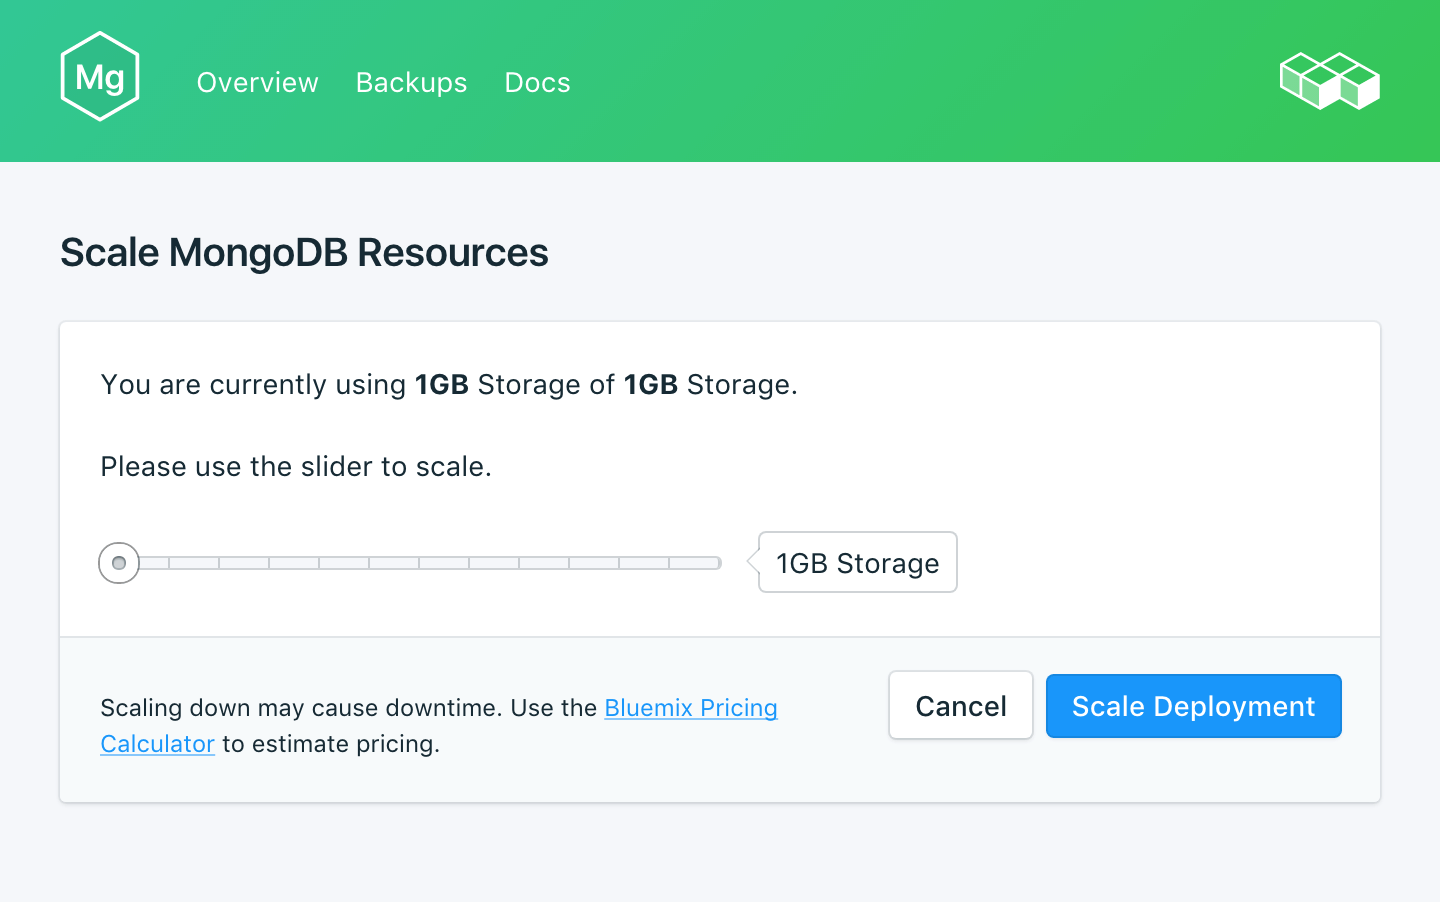 Mg
Overview Backups Docs
Scale MongoDB Resources
You are currently using 1GB Storage of 1GB Storage.
Please use the slider to scale.
1GB Storage
Scaling down may cause downtime. Use the Bluemix Pricing
Calculator to estimate pricing.
Cancel
Scale Deployment